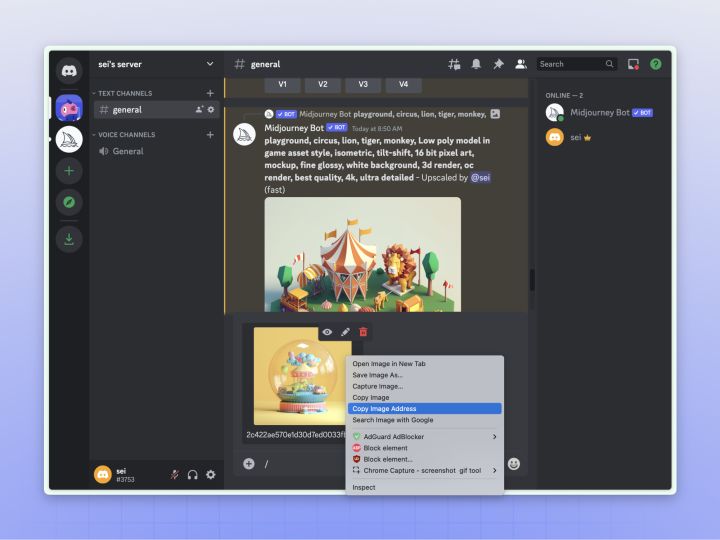 sei's server
general
Search
V1
V2
V3
V4
TEXT CHANNELS
general
VOICE CHANNELS
General
BOT Midjourney Bot playground, circus, lion, tiger, monkey,
Midjourney Bot BOT Today at 8:50 AM
playground, circus, lion, tiger, monkey, Low poly model in
game asset style, isometric, tilt-shift, 16 bit pixel art,
mockup, fine glossy, white background, 3d render, oc
render, best quality, 4k, ultra detailed - Upscaled by @sei
(fast)
ONLINE — 2
Midjourney Bot BOT
sei
2c422ae570e1d30d7ed0033f
/
Open Image in New Tab
Save Image As...
Capture Image...
Copy Image
Copy Image Address
Search Image with Google
AdGuard AdBlocker
Block element
Block element...
Chrome Capture - screenshot gif tool
Inspect
sei
#3753